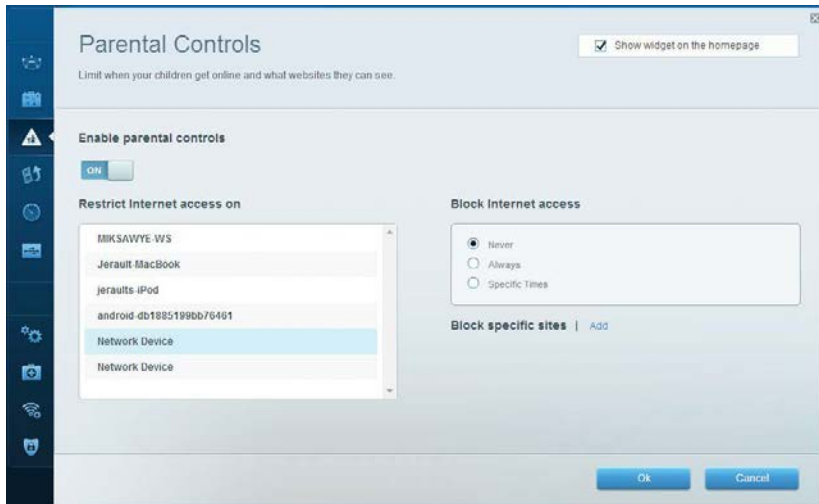 Parental Controls
Show widget on the homepage
Limit when your children get online and what websites they can see.
Enable parental controls
ON
Restrict Internet access on
MIKSAWYE-WS
Jerault-MacBook
jeraults-iPod
android-db1885199bb76461
Network Device
Network Device
Block Internet access
Never
Always
Specific Times
Block specific sites | Add
Ok
Cancel